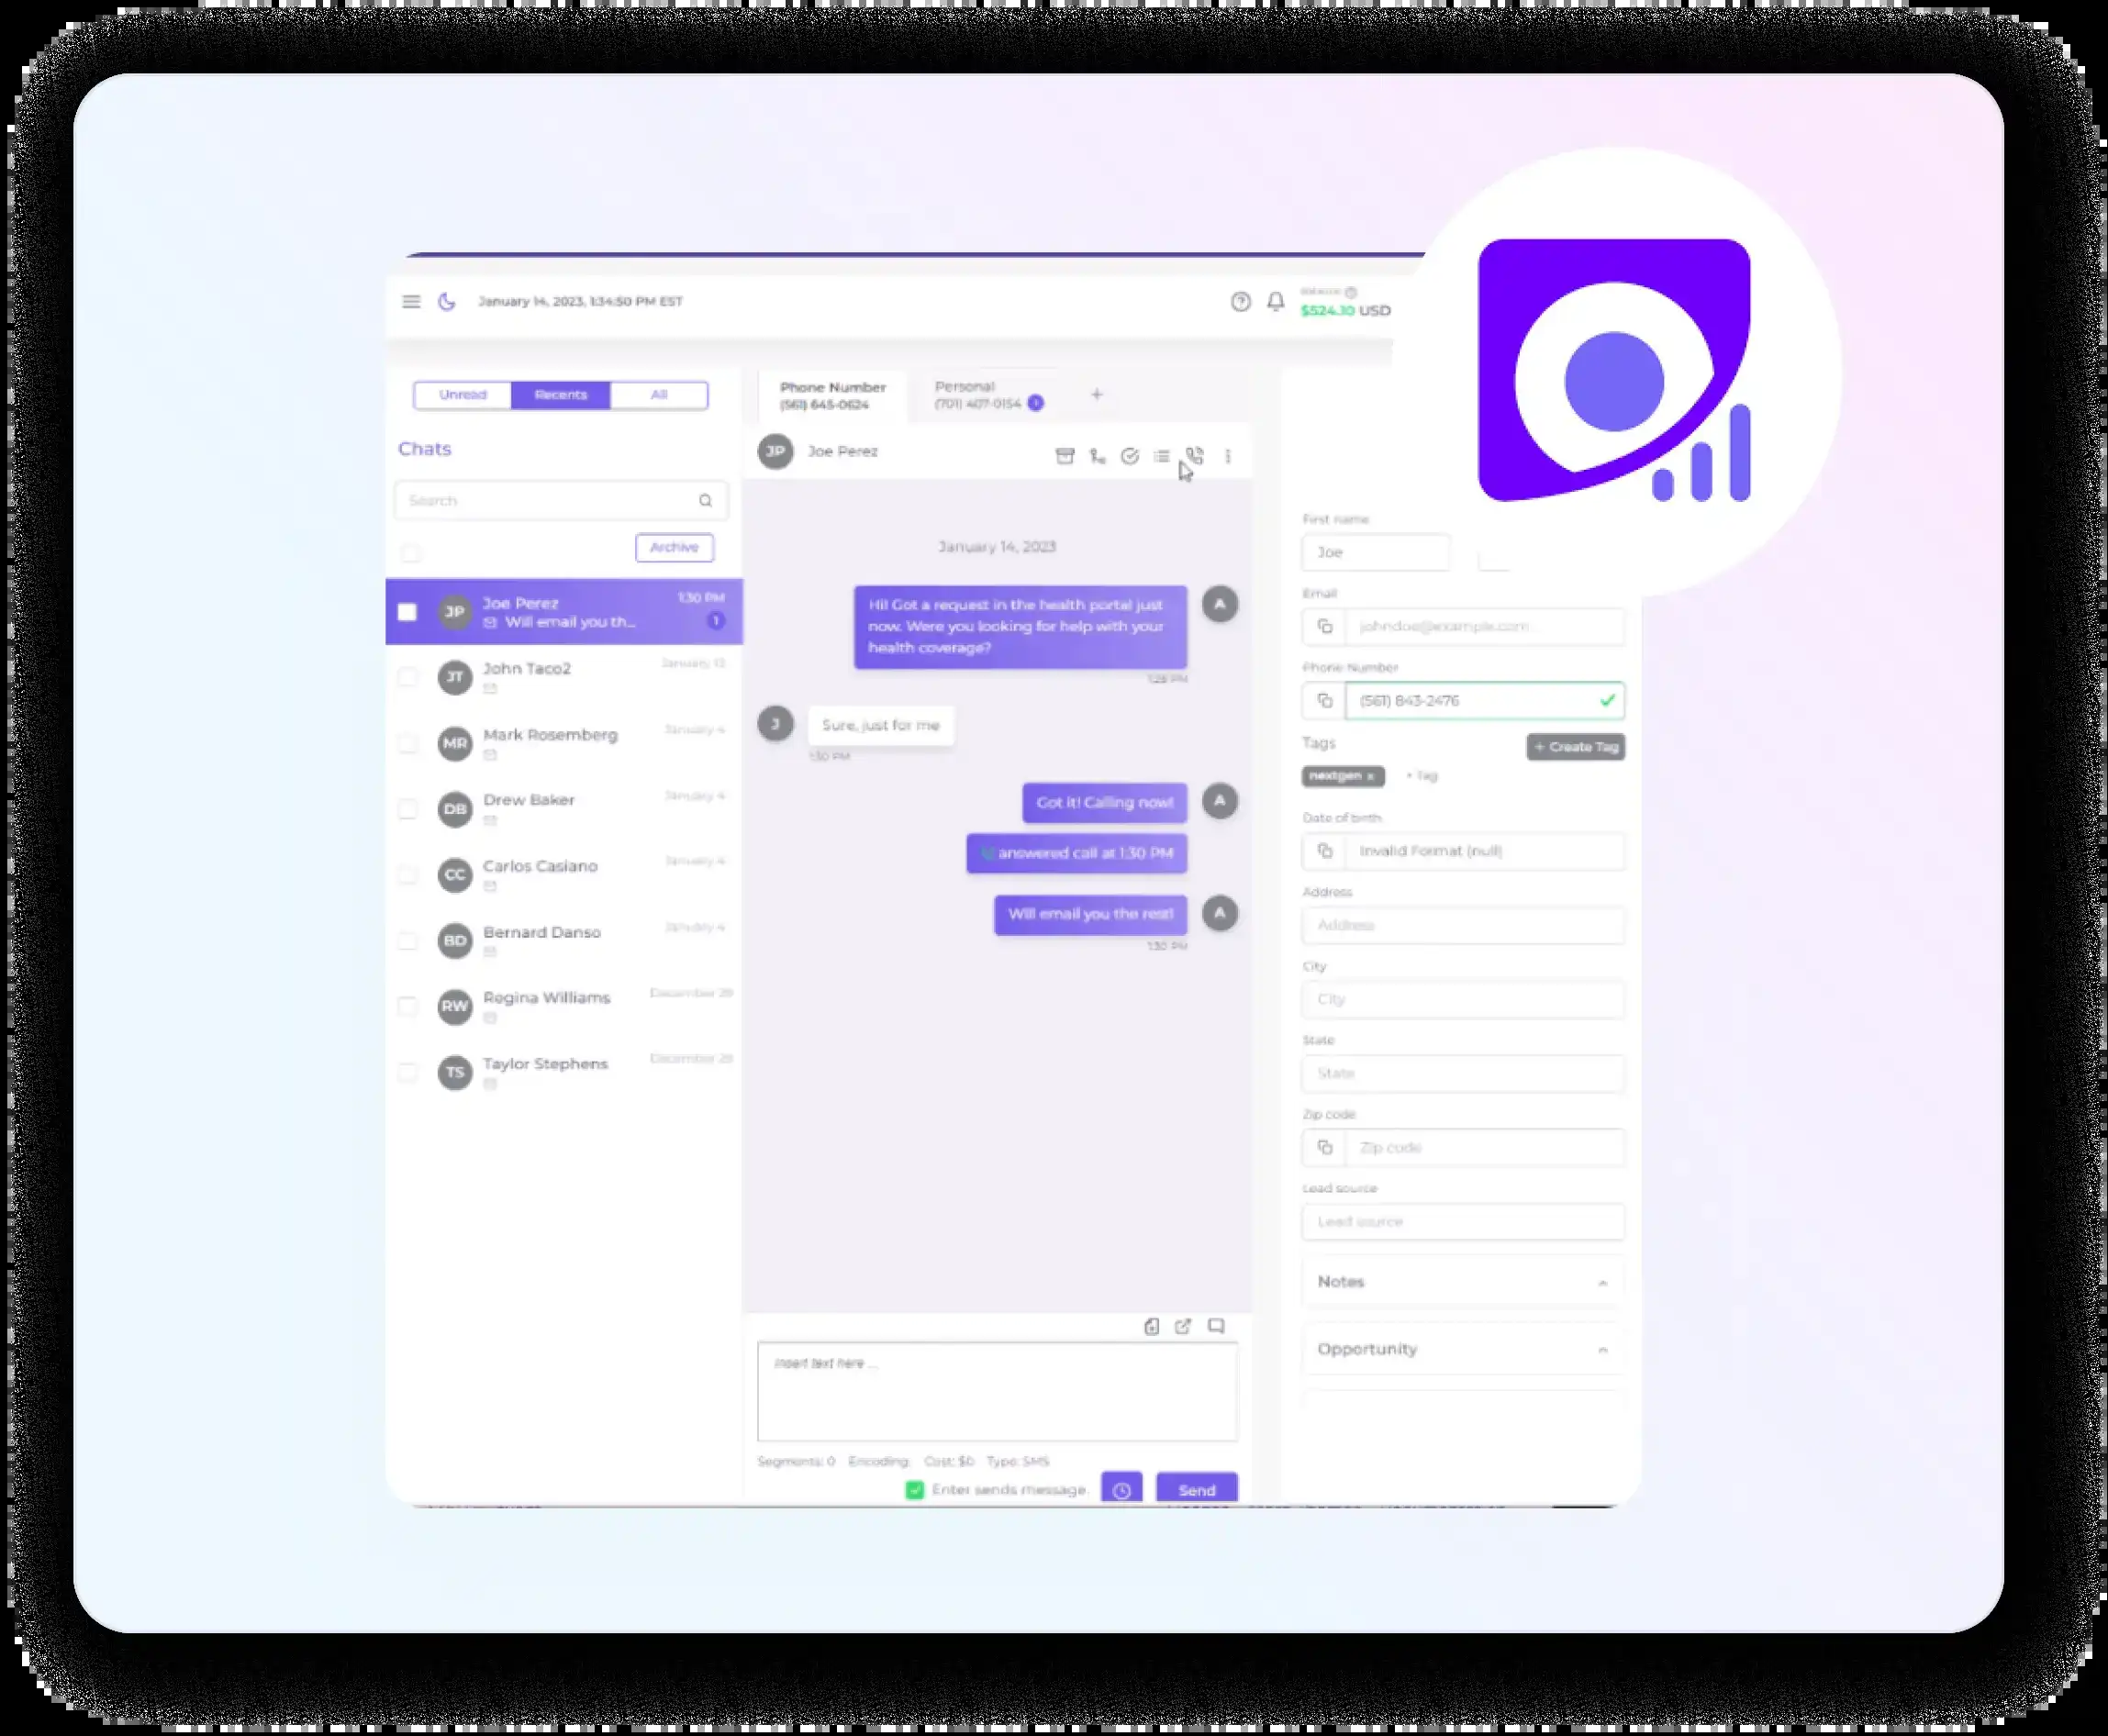 January 14, 2023, 1:34:50 PM EST
$524.10 USD
Unread
Recents
All
Chats
Search
Archive
JP
Joe Perez
1:30 PM
Will email you th...
1
JT
John Taco2
January 12
MR
Mark Rosemberg
January 4
DB
Drew Baker
January 4
CC
Carlos Casiano
January 4
BD
Bernard Danso
January 4
RW
Regina Williams
December 29
TS
Taylor Stephens
December 29
Phone Number
(561) 645-0624
Personal
(701) 407-0154
+
JP
Joe Perez
January 14, 2023
Hi! Got a request in the health portal just
now. Were you looking for help with your
health coverage?
A
1:28 PM
J
Sure, just for me
1:30 PM
Got it! Calling now!
A
answered call at 1:30 PM
Will email you the rest!
A
1:30 PM
Insert text here ...
Segments: 0 Encoding: Cost: $0 Type: SMS
Enter sends message.
Send
First name
Joe
Email
johndoe@example.com
Phone Number
(561) 843-2476
Tags
+ Create Tag
nextgen x
+ Tag
Date of birth
Invalid Format (null)
Address
Address
City
City
State
State
Zip code
Zip code
Lead source
Lead source
Notes
Opportunity